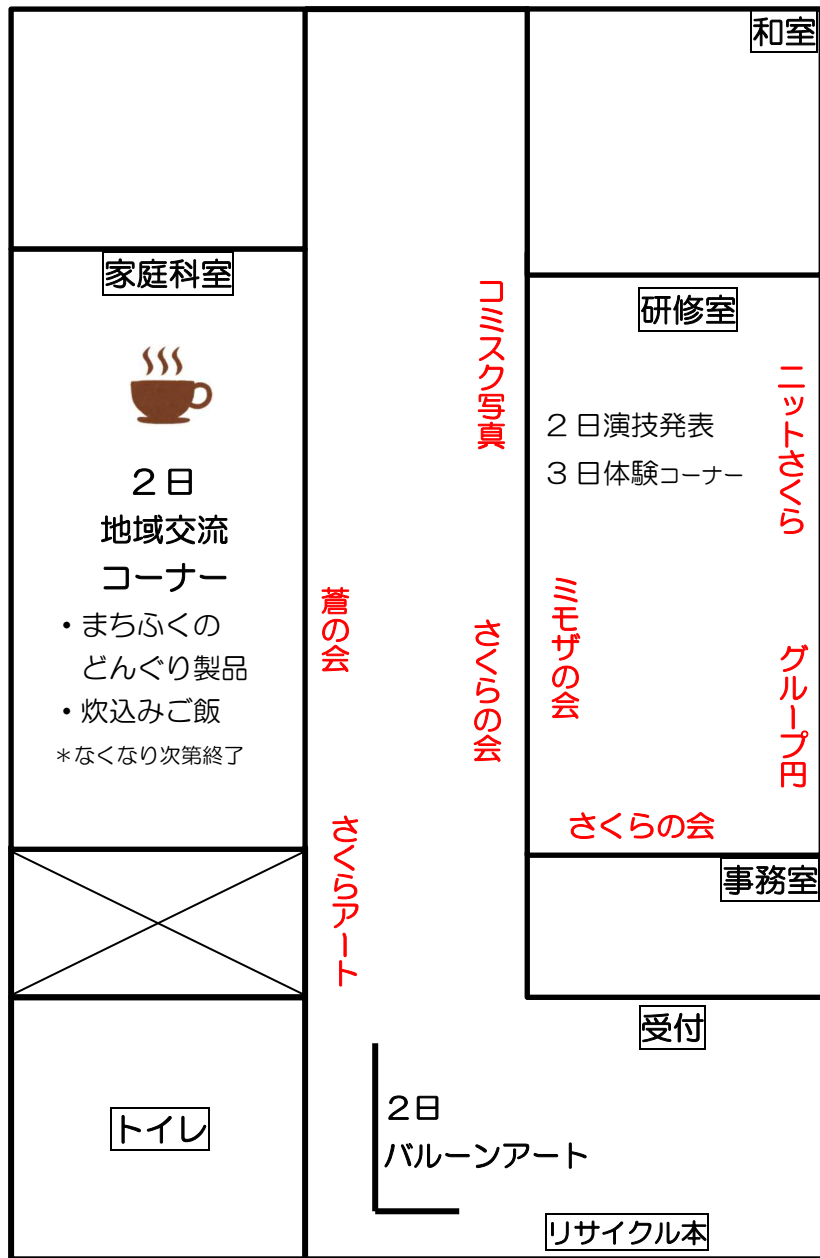 和室
家庭科室
２日
地域交流
コーナー
・まちふくの
どんぐり製品
・炊込みご飯
＊なくなり次第終了
コミスク写真
研修室
２日演技発表
３日体験コーナー
ニットさくら
蒼の会
さくらの会
ミモザの会
グループ円
さくらの会
さくらアート
事務室
受付
トイレ
２日
バルーンアート
リサイクル本